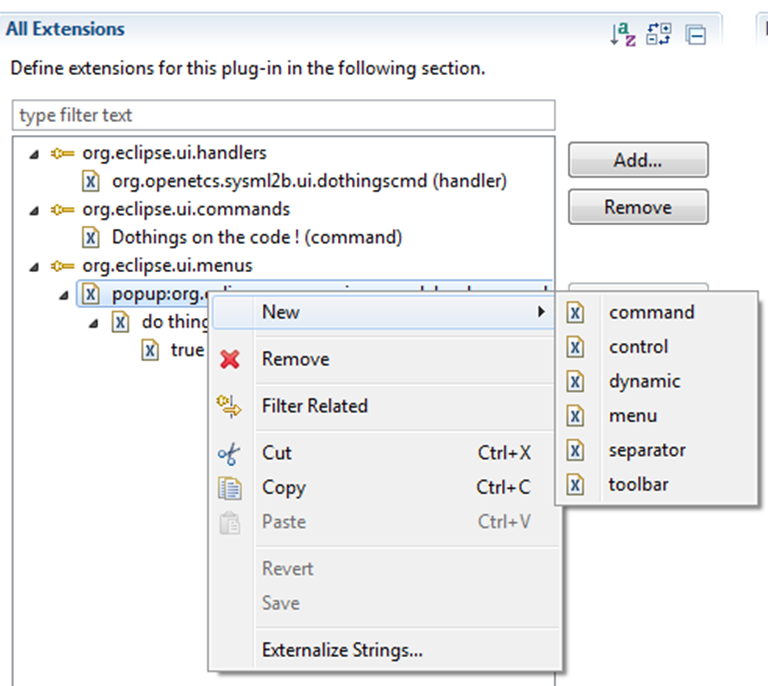 All Extensions
Define extensions for this plug-in in the following section.
type filter text
org.eclipse.ui.handlers
Add...
org.openetcs.sysml2b.ui.dothingscmd (handler)
Remove
org.eclipse.ui.commands
Dothings on the code ! (command)
org.eclipse.ui.menus
popup:org.
New
command
do thing
control
true
Remove
dynamic
Filter Related
menu
Cut Ctrl+X
separator
Copy Ctrl+C
toolbar
Paste Ctrl+V
Revert
Save
Externalize Strings...